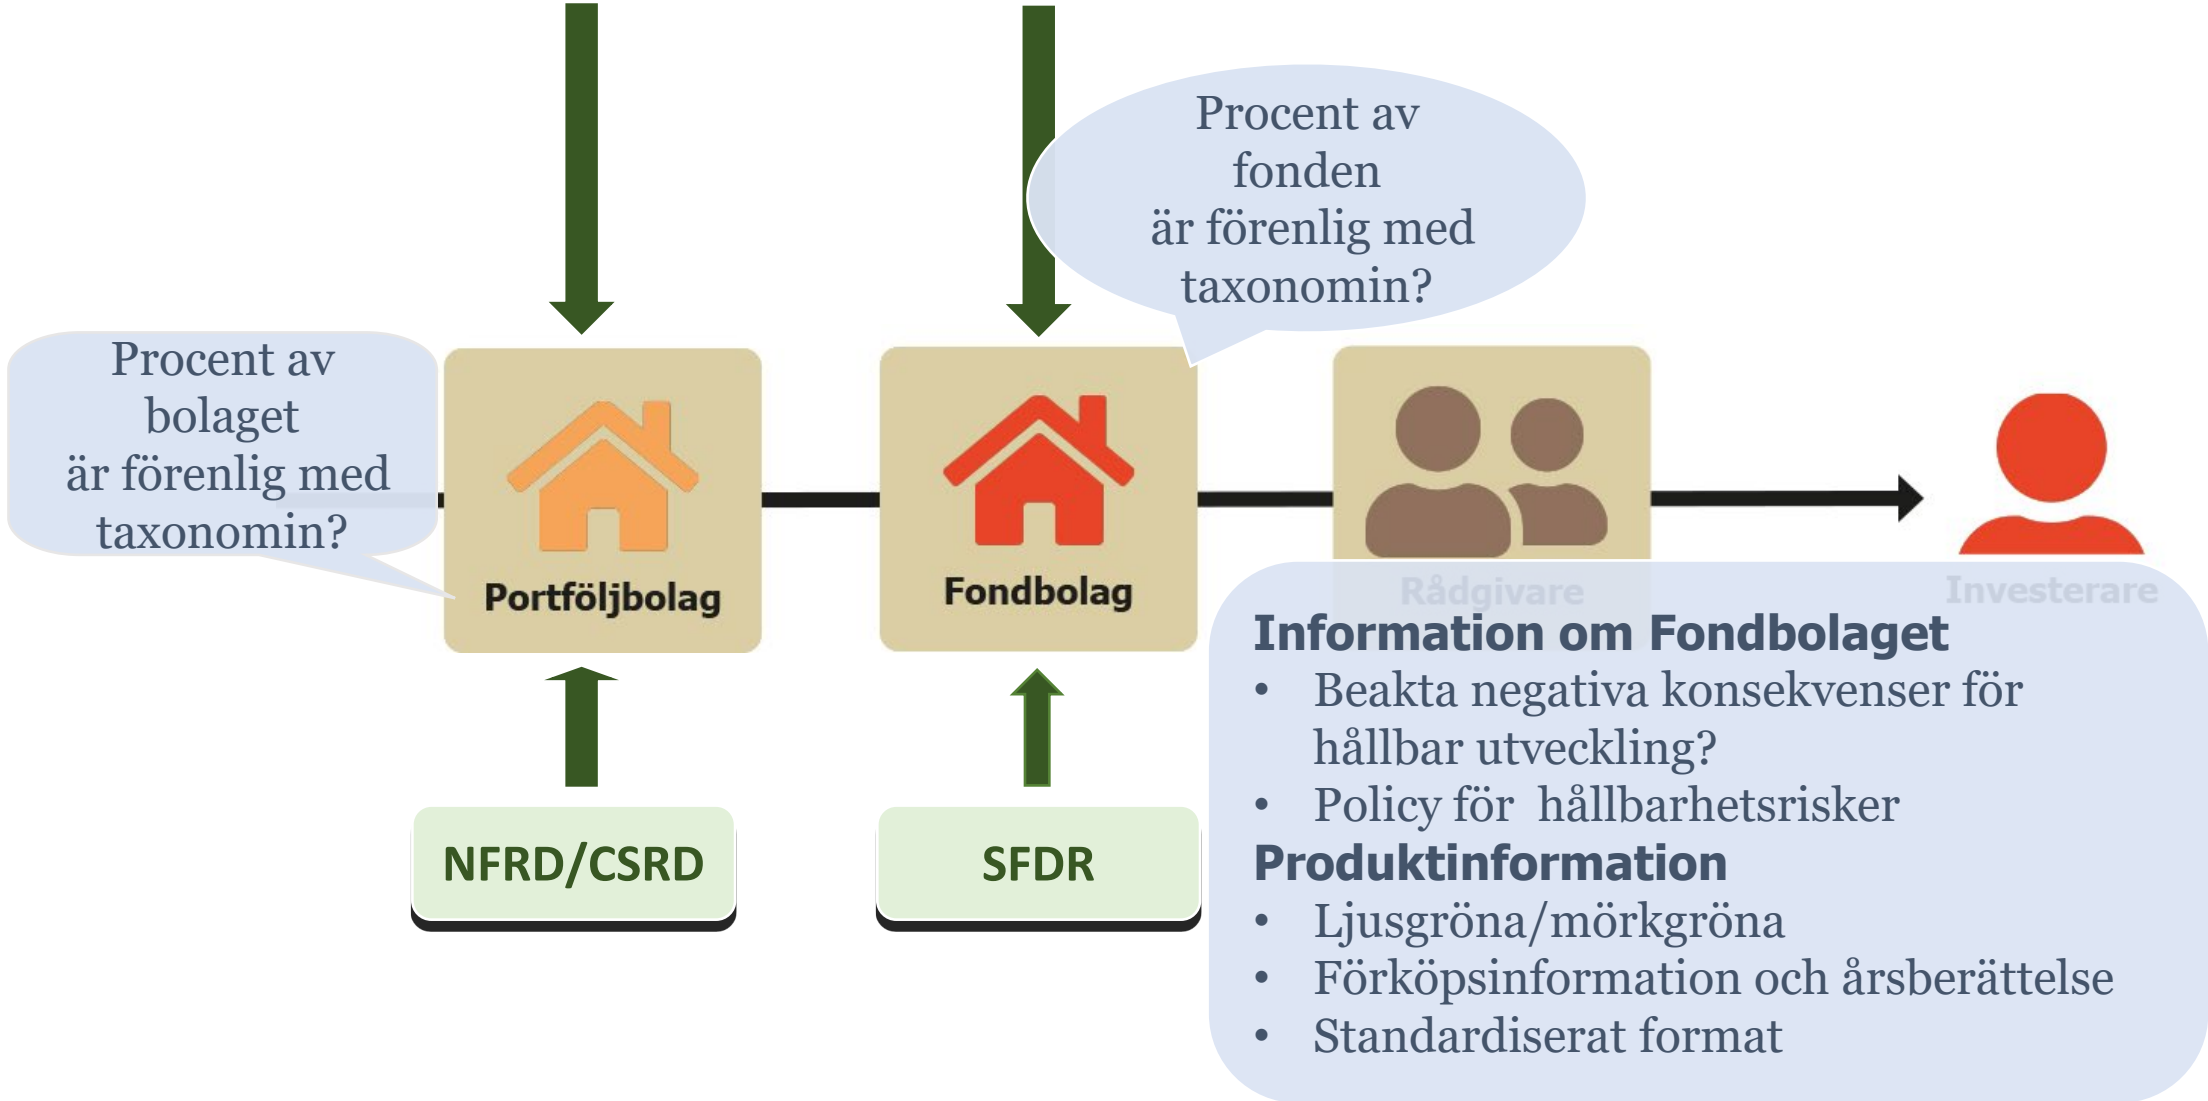 Procent av
fonden
är förenlig med
taxonomin?
Procent av
bolaget
är förenlig med
taxonomin?
Portföljbolag
Fondbolag
Rådgivare
Investerare
Information om Fondbolaget
• Beakta negativa konsekvenser för
hållbar utveckling?
• Policy för hållbarhetsrisker
Produktinformation
• Ljusgröna/mörkgröna
• Förköpsinformation och årsberättelse
• Standardiserat format
NFRD/CSRD
SFDR